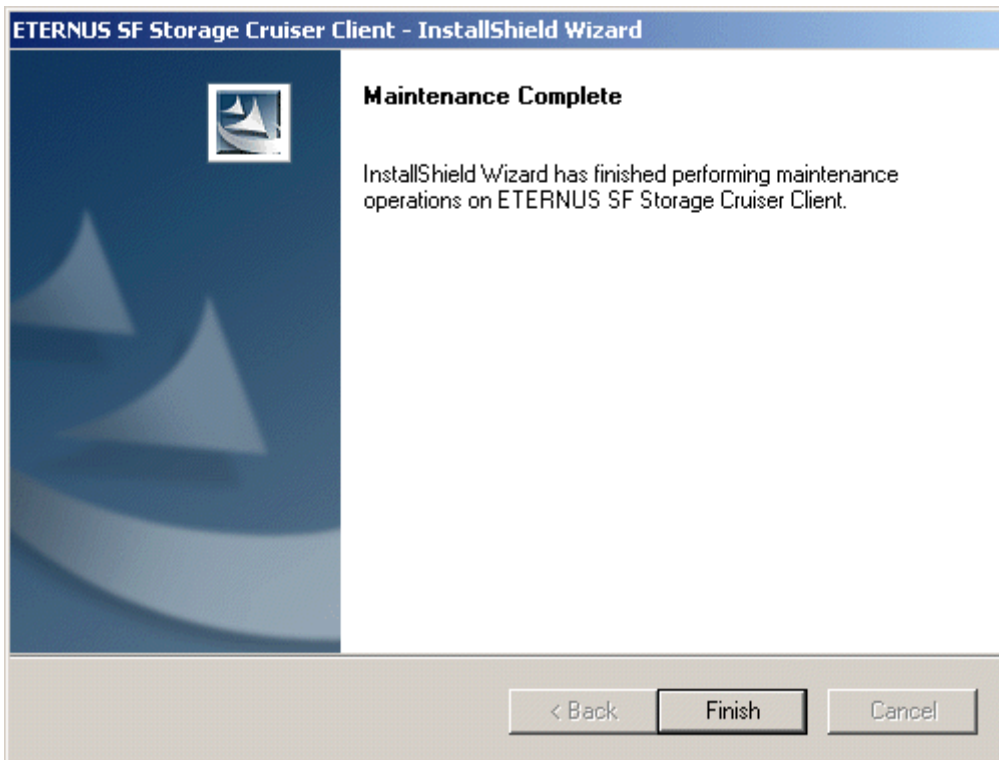 ETERNUS SF Storage Cruiser Client - InstallShield Wizard
Maintenance Complete
InstallShield Wizard has finished performing maintenance
operations on ETERNUS SF Storage Cruiser Client.
< Back Finish Cancel